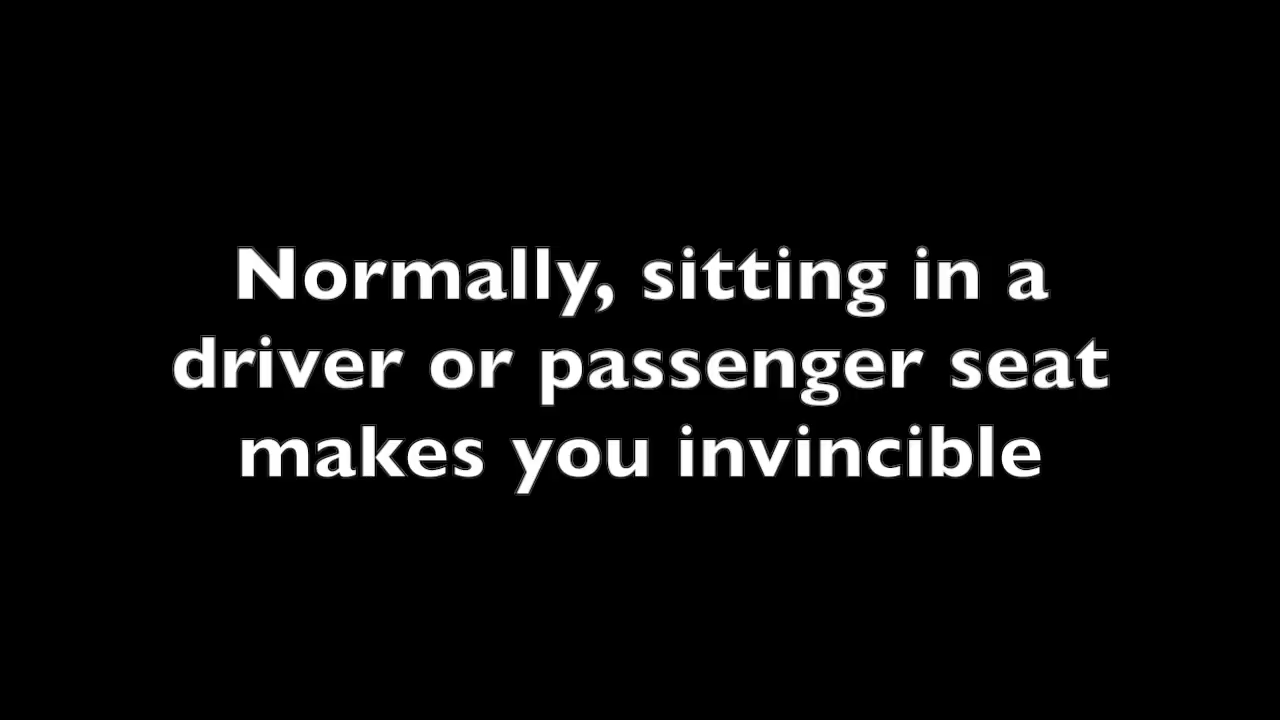 Normally, sitting in a
driver or passenger seat
makes you invincible